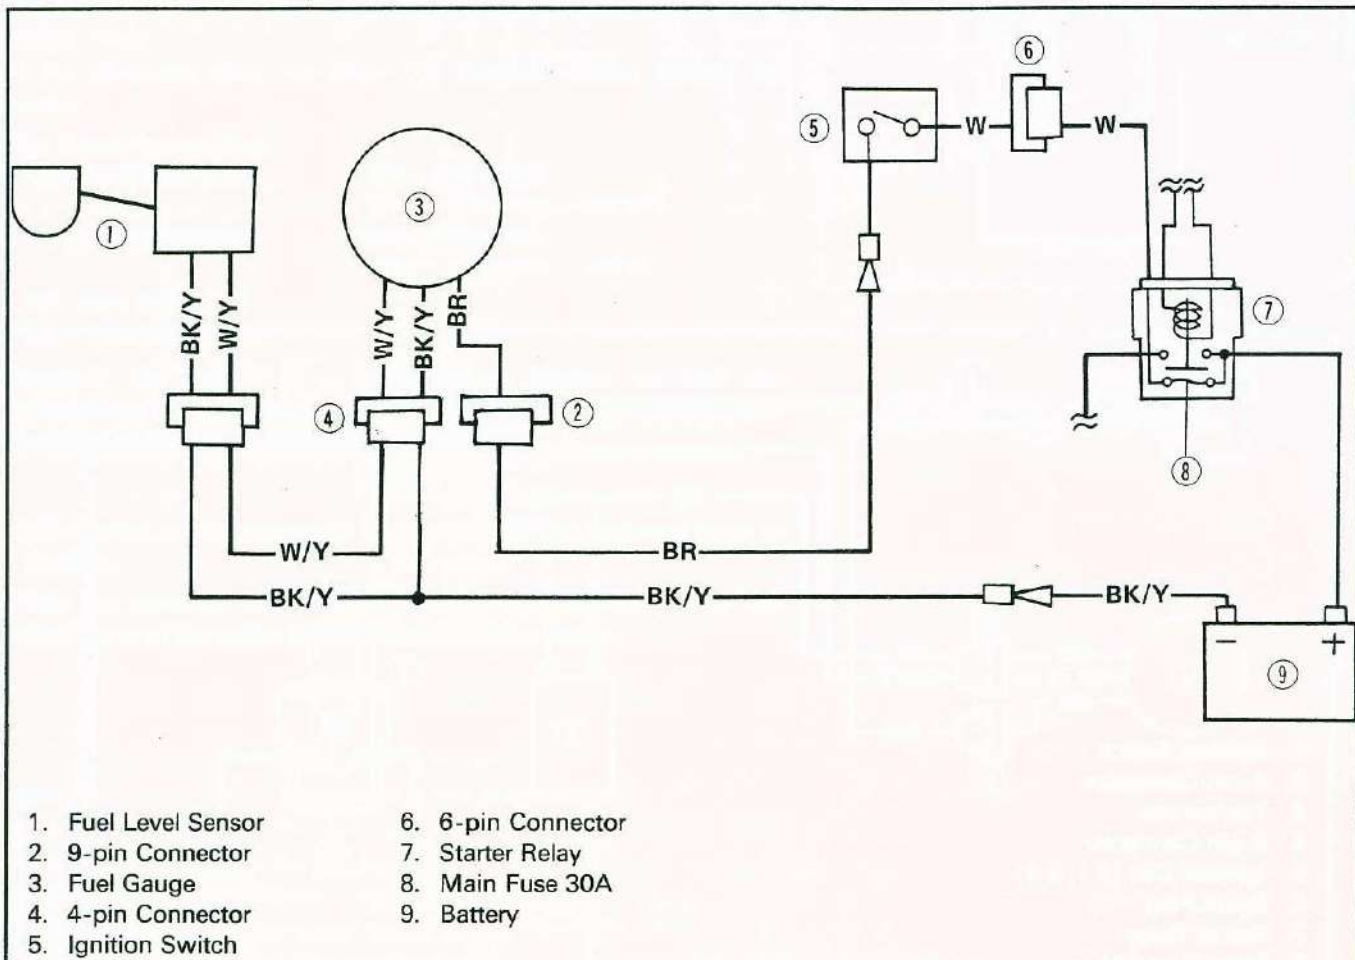 6
5
W
W
3
1
BK/Y
W/Y
W/Y
BK/Y
BR
7
4
2
8
W/Y
BR
BK/Y
BK/Y
BK/Y
- +
9
1. Fuel Level Sensor
2. 9-pin Connector
3. Fuel Gauge
4. 4-pin Connector
5. Ignition Switch
6. 6-pin Connector
7. Starter Relay
8. Main Fuse 30A
9. Battery